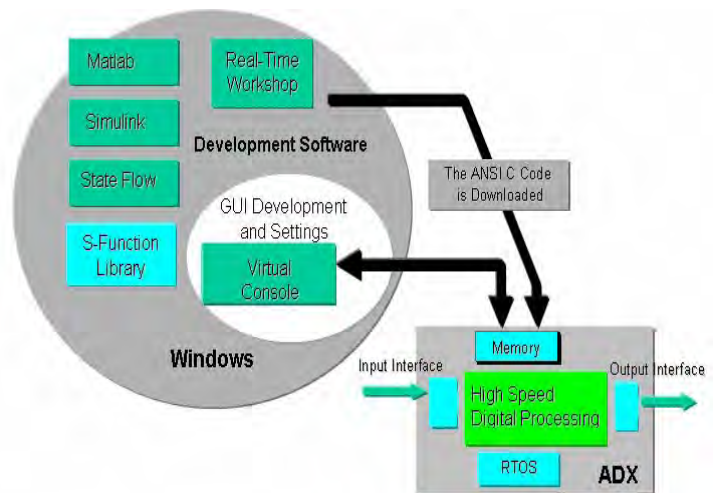 Matlab
Real-Time
Workshop
Simulink
Development Software
State Flow
The ANSI C Code
is Downloaded
GUI Development
and Settings
S-Function
Library
Virtual
Console
Windows
Memory
Input Interface
Output Interface
High Speed
Digital Processing
RTOS
ADX